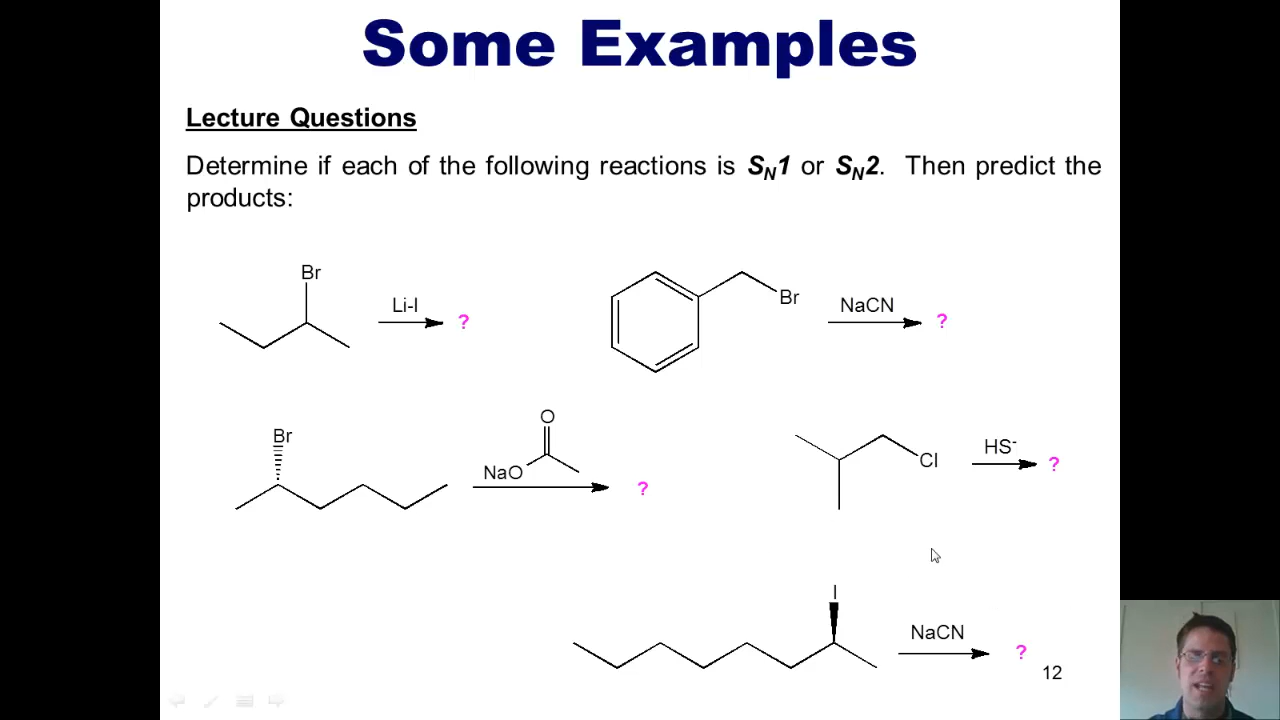 Some Examples
Lecture Questions
Determine if each of the following reactions is SN1 or SN2. Then predict the
products:
Br
Li-I
?
Br
NaCN
?
Br
O
NaO
?
Cl
HS-
?
I
NaCN
?
12